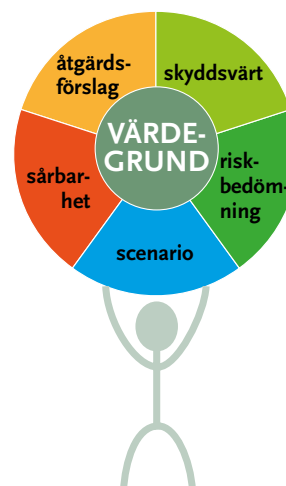 åtgärds-
förslag
skyddsvärt
VÄRDE-
GRUND
sårbar-
het
risk-
bedöm-
ning
scenario